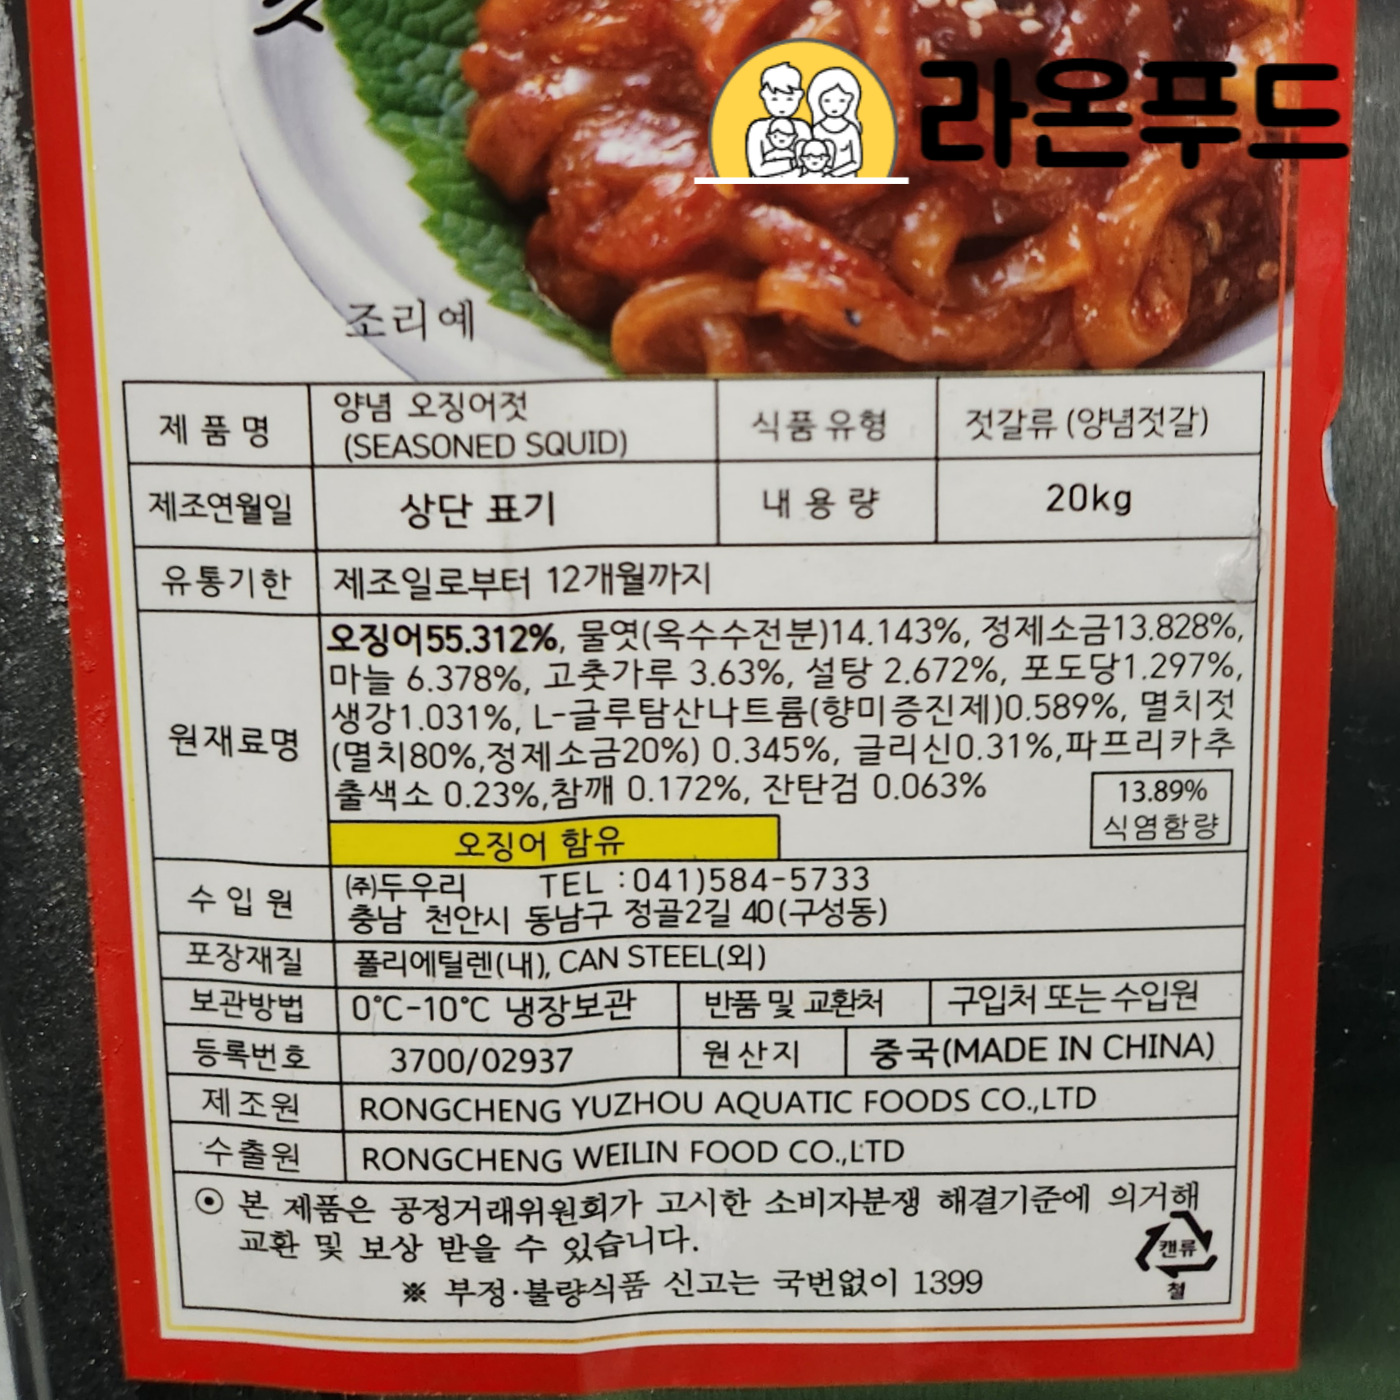 라온푸드
조리예
제품명 양념 오징어젓 (SEASONED SQUID) 식품유형 젓갈류 (양념젓갈)
제조연월일 상단 표기 내용량 20kg
유통기한 제조일로부터 12개월까지
원재료명
오징어55.312%, 물엿(옥수수전분)14.143%, 정제소금13.828%,
마늘 6.378%, 고춧가루 3.63%, 설탕 2.672%, 포도당1.297%,
생강1.031%, L-글루탐산나트륨(향미증진제)0.589%, 멸치젓
(멸치80%,정제소금20%) 0.345%, 글리신0.31%,파프리카추
출색소 0.23%,참깨 0.172%, 잔탄검 0.063%
13.89%
식염함량
오징어 함유
수입원 (주)두우리 TEL :041)584-5733
충남 천안시 동남구 정골2길 40(구성동)
포장재질 폴리에틸렌(내), CAN STEEL(외)
보관방법 0℃-10℃ 냉장보관 반품 및 교환처 구입처 또는 수입원
등록번호 3700/02937 원산지 중국(MADE IN CHINA)
제조원 RONGCHENG YUZHOU AQUATIC FOODS CO.,LTD
수출원 RONGCHENG WEILIN FOOD CO.,LTD
⊙ 본 제품은 공정거래위원회가 고시한 소비자분쟁 해결기준에 의거해
교환 및 보상 받을 수 있습니다.
※ 부정·불량식품 신고는 국번없이 1399
캔류
철